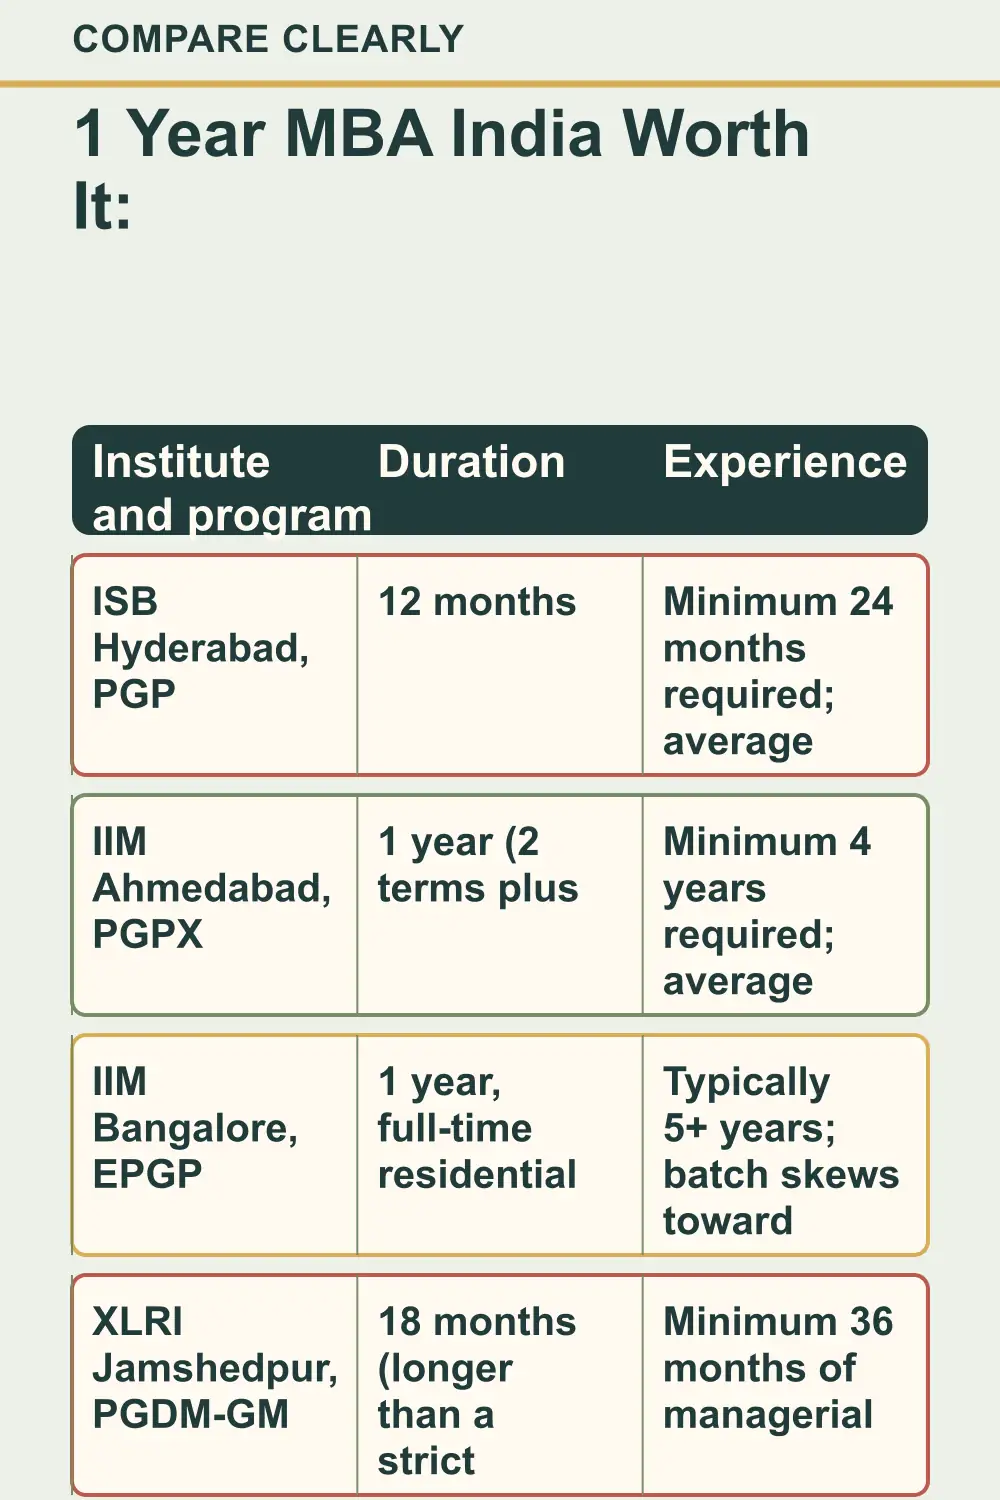 COMPARE CLEARLY
1 Year MBA India Worth
It:
Institute
and program
Duration
Experience
ISB
Hyderabad,
PGP
12 months
Minimum 24
months
required;
average
IIM
Ahmedabad,
PGPX
1 year (2
terms plus
Minimum 4
years
required;
average
IIM
Bangalore,
EPGP
1 year,
full-time
residential
Typically
5+ years;
batch skews
toward
XLRI
Jamshedpur,
PGDM-GM
18 months
(longer
than a
strict
Minimum 36
months of
managerial